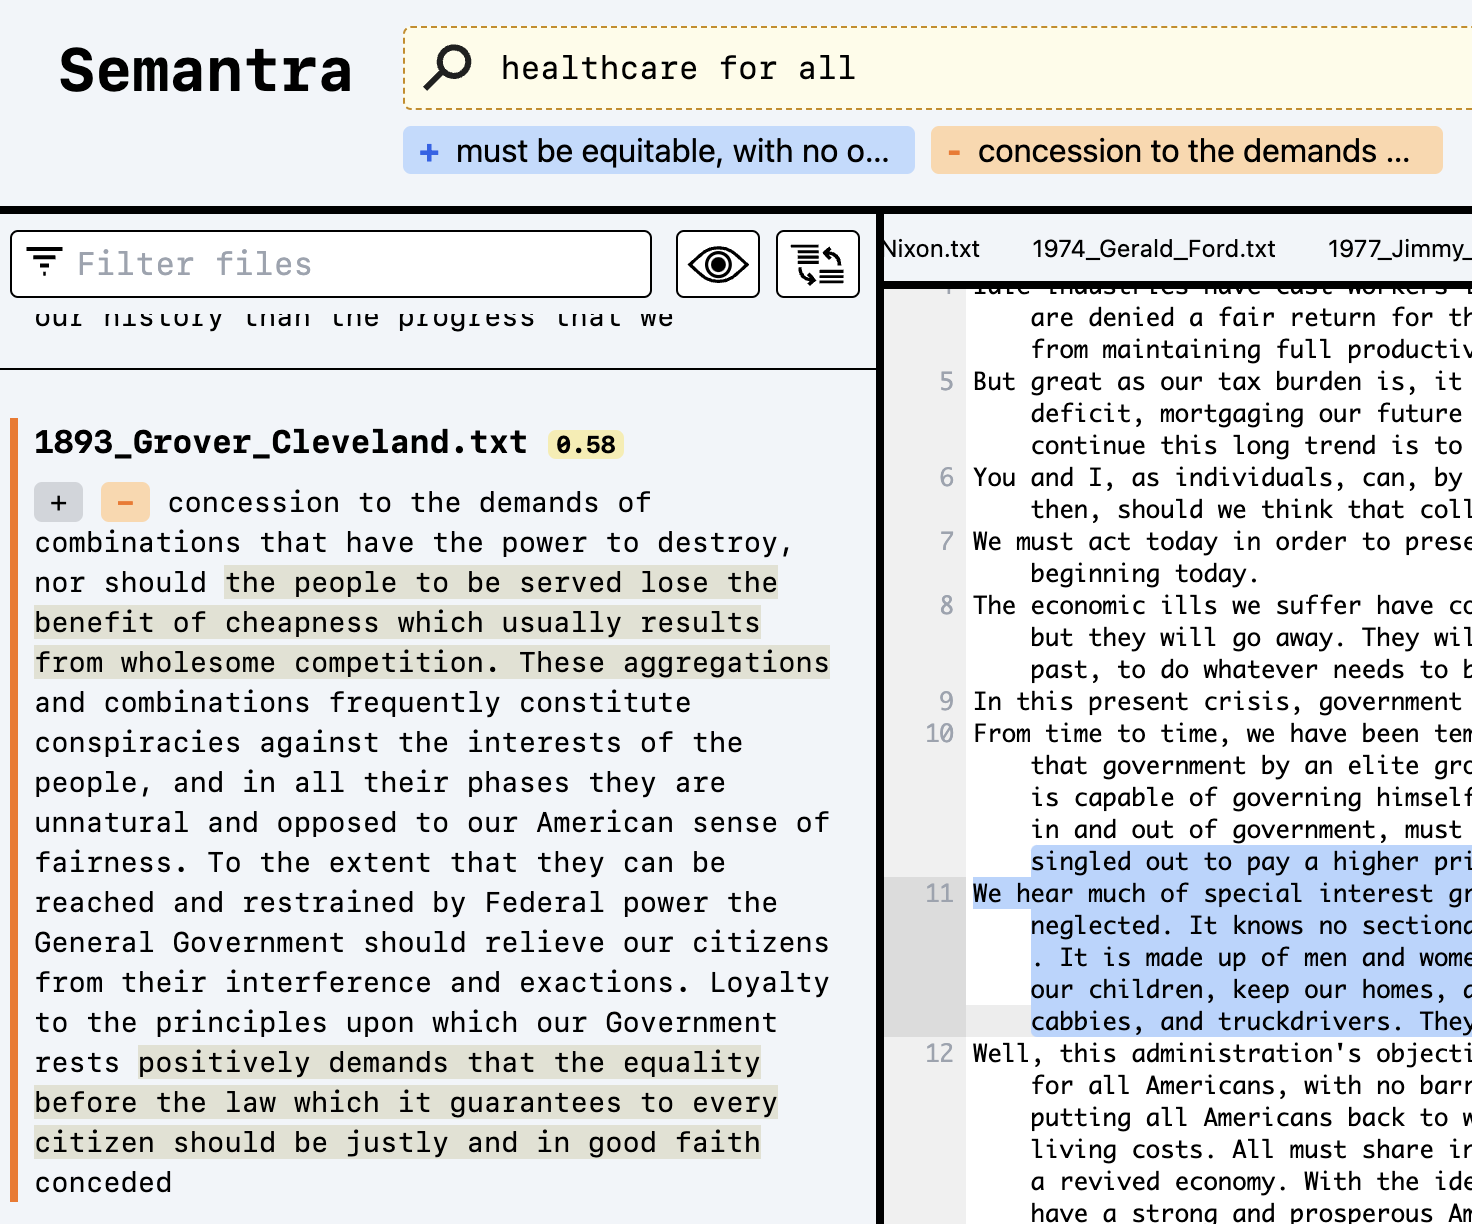 Semantra
healthcare for all
+ must be equitable, with no o...
- concession to the demands ...
Filter files
our history than the progress that we
1893_Grover_Cleveland.txt 0.58
+ - concession to the demands of
combinations that have the power to destroy,
nor should the people to be served lose the
benefit of cheapness which usually results
from wholesome competition. These aggregations
and combinations frequently constitute
conspiracies against the interests of the
people, and in all their phases they are
unnatural and opposed to our American sense of
fairness. To the extent that they can be
reached and restrained by Federal power the
General Government should relieve our citizens
from their interference and exactions. Loyalty
to the principles upon which our Government
rests positively demands that the equality
before the law which it guarantees to every
citizen should be justly and in good faith
conceded
Nixon.txt 1974_Gerald_Ford.txt 1977_Jimmy_
industries have cast workers
are denied a fair return for th
from maintaining full productiv
5 But great as our tax burden is, it
deficit, mortgaging our future
continue this long trend is to
6 You and I, as individuals, can, by
then, should we think that coll
7 We must act today in order to prese
beginning today.
8 The economic ills we suffer have co
but they will go away. They wil
past, to do whatever needs to b
9 In this present crisis, government
10 From time to time, we have been tem
that government by an elite gro
is capable of governing himself
in and out of government, must
singled out to pay a higher pri
11 We hear much of special interest gr
neglected. It knows no sectiona
. It is made up of men and wome
our children, keep our homes, a
cabbies, and truckdrivers. They
12 Well, this administration's objecti
for all Americans, with no barr
putting all Americans back to w
living costs. All must share in
a revived economy. With the ide
have a strong and prosperous Am